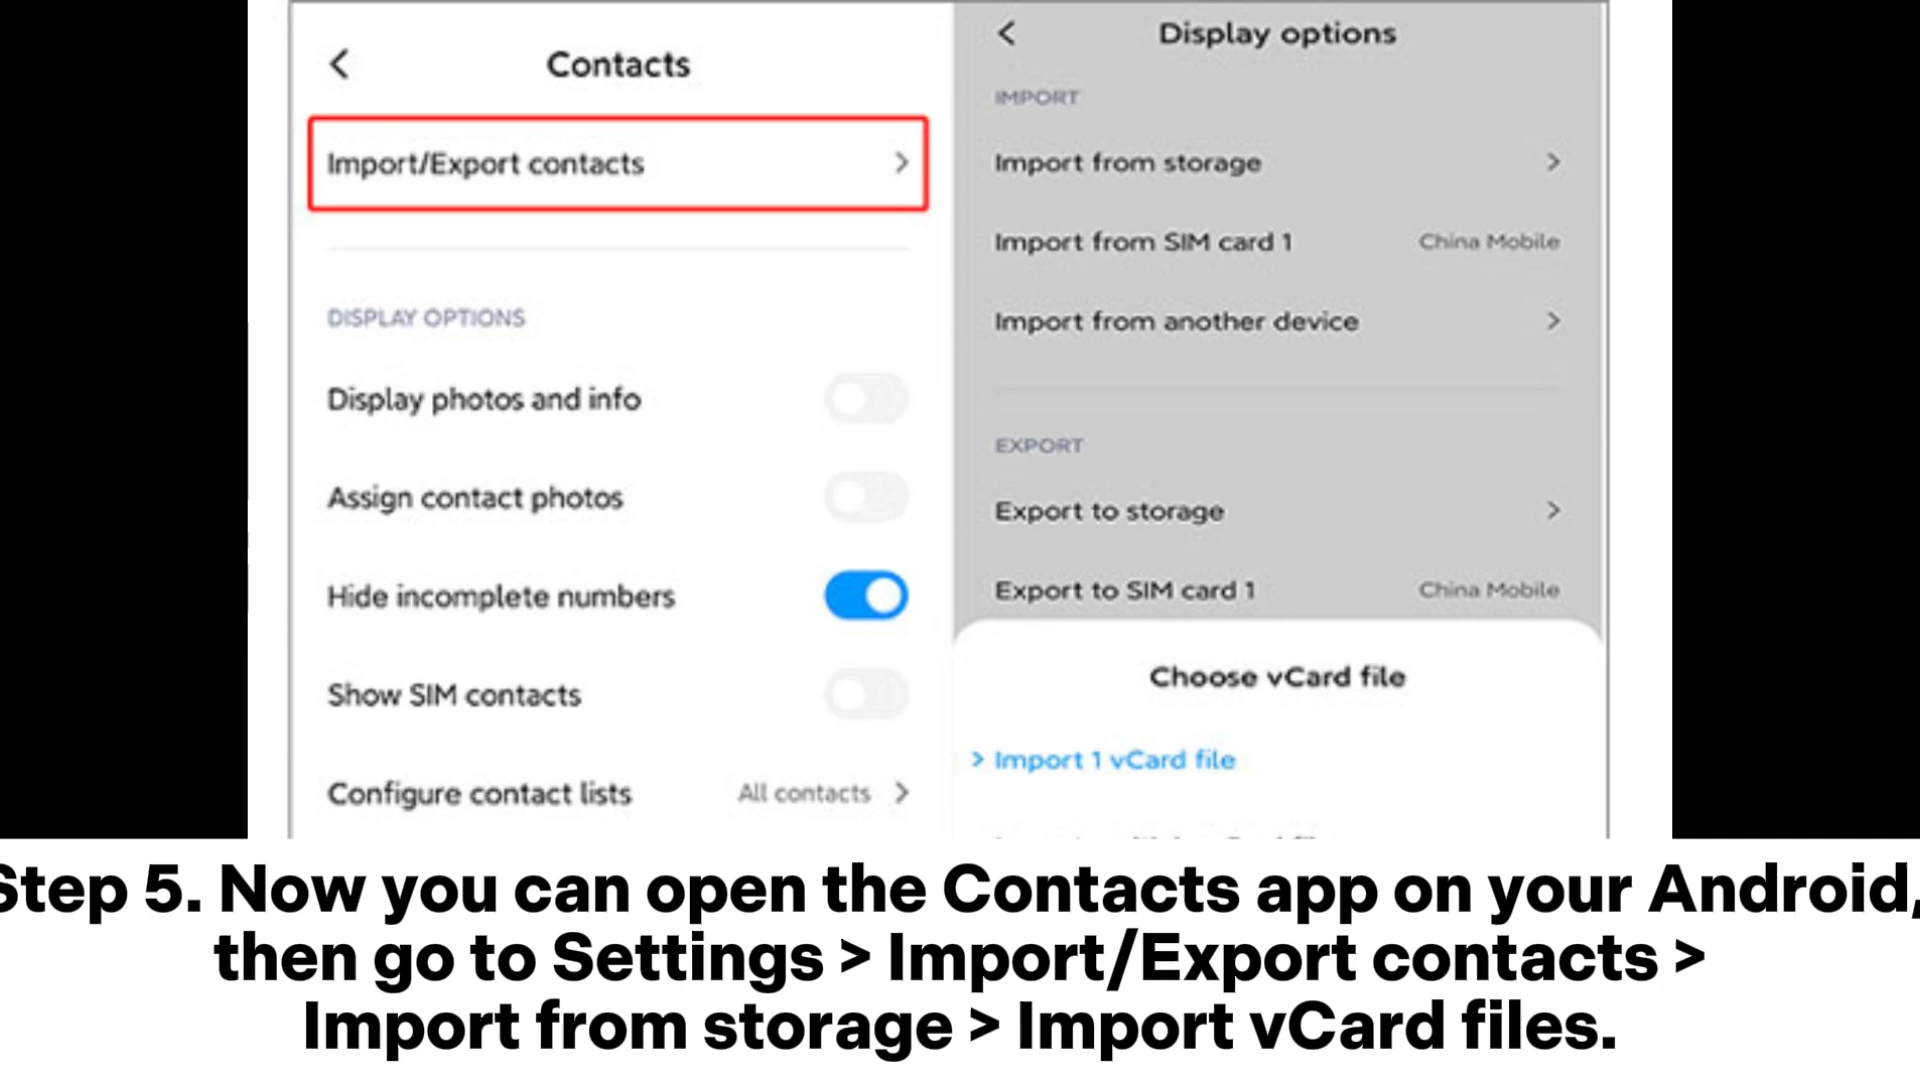 Contacts
Import/Export contacts
DISPLAY OPTIONS
Display photos and info
Assign contact photos
Hide incomplete numbers
Show SIM contacts
Configure contact lists All contacts
Display options
IMPORT
Import from storage
Import from SIM card 1 China Mobile
Import from another device
EXPORT
Export to storage
Export to SIM card 1 China Mobile
Choose vCard file
> Import 1 vCard file
Step 5. Now you can open the Contacts app on your Android,
then go to Settings > Import/Export contacts >
Import from storage > Import vCard files.